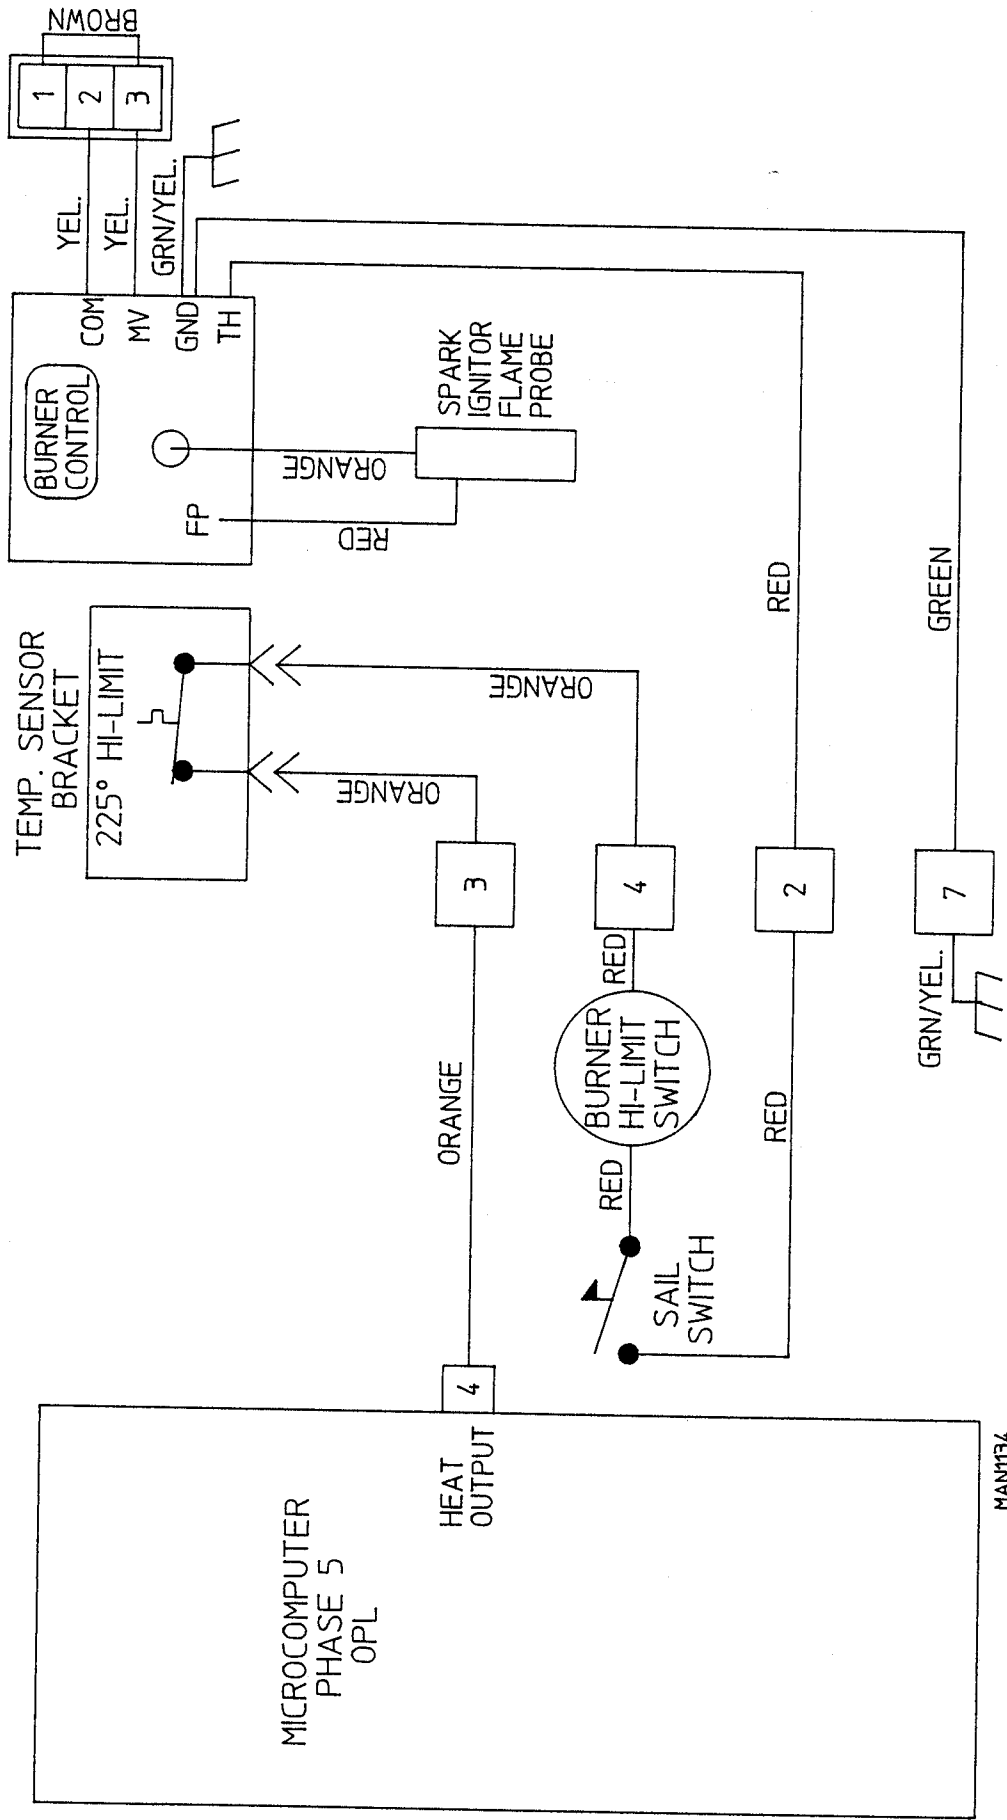 MICROCOMPUTER
PHASE 5
OPL
HEAT
OUTPUT
4
ORANGE
3
ORANGE
TEMP. SENSOR
BRACKET
225° HI-LIMIT
ORANGE
4
RED
BURNER
HI-LIMIT
SWITCH
RED
SAIL
SWITCH
RED
2
RED
GRN/YEL.
7
GREEN
BURNER
CONTROL
FP
RED
ORANGE
SPARK
IGNITOR
FLAME
PROBE
COM
MV
GND
TH
YEL.
YEL.
GRN/YEL.
1
2
3
BROWN
MAN1134